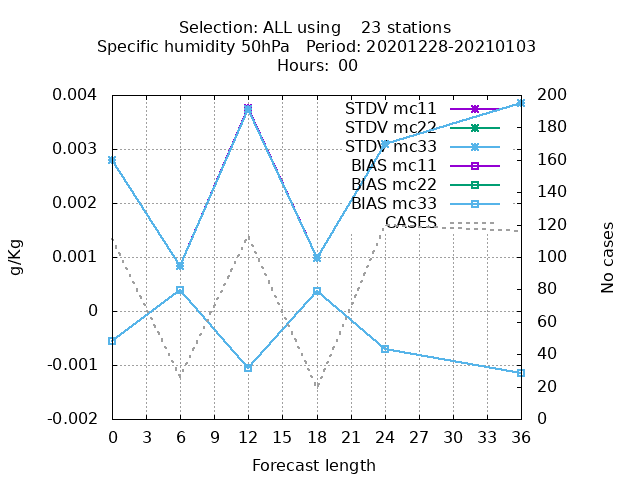 Selection: ALL using    23 stations
Specific humidity 50hPa   Period: 20201228-20210103
Hours: 00
0.004
0.003
0.002
0.001
0
-0.001
-0.002
g/Kg
STDV mc11
STDV mc22
STDV mc33
BIAS mc11
BIAS mc22
BIAS mc33
CASES
200
180
160
140
120
100
80
60
40
20
0
No cases
0 3 6 9 12 15 18 21 24 27 30 33 36
Forecast length